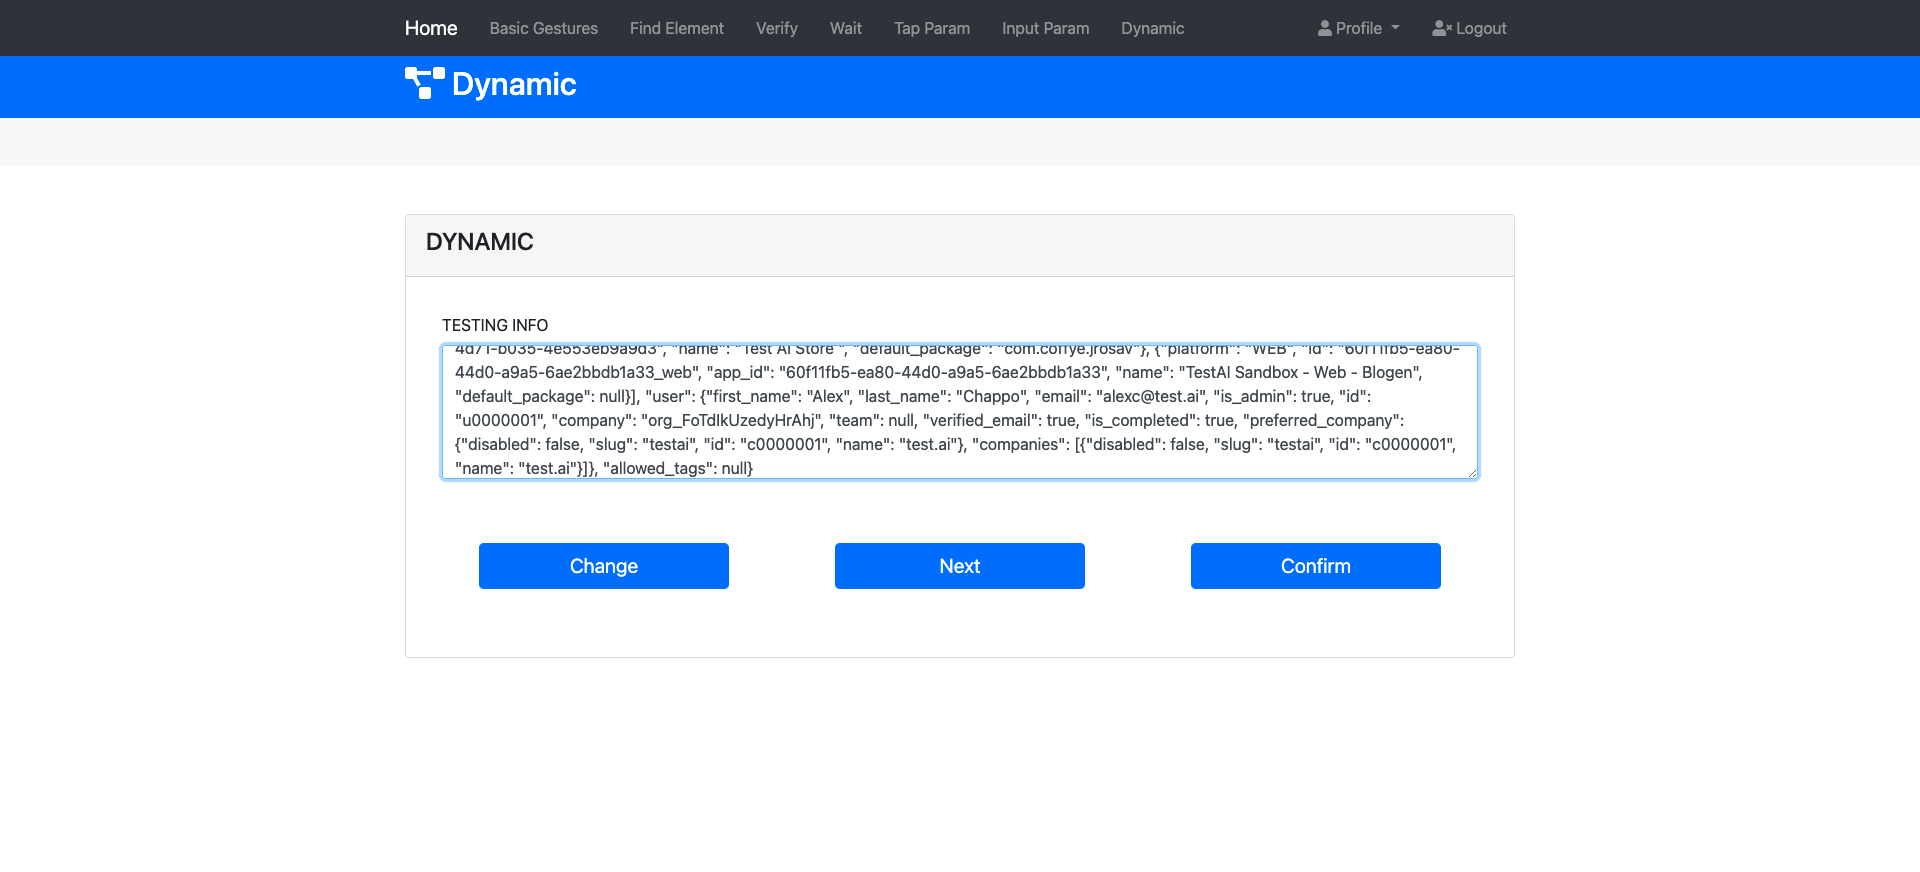 Home Basic Gestures Find Element Verify Wait Tap Param Input Param Dynamic Profile Logout
Dynamic
DYNAMIC
TESTING INFO
4d71-b035-4e553eb9a9d3", "name": "Test AI Store ", "default_package": "com.coffye.jrosav"}, {"platform": "WEB", "id": "60f11fb5-ea80-
44d0-a9a5-6ae2bbdb1a33_web", "app_id": "60f11fb5-ea80-44d0-a9a5-6ae2bbdb1a33", "name": "TestAI Sandbox - Web - Blogen",
"default_package": null}], "user": {"first_name": "Alex", "last_name": "Chappo", "email": "alexc@test.ai", "is_admin": true, "id":
"u0000001", "company": "org_FoTdIkUzedyHrAhj", "team": null, "verified_email": true, "is_completed": true, "preferred_company":
{"disabled": false, "slug": "testai", "id": "c0000001", "name": "test.ai"}, "companies": [{"disabled": false, "slug": "testai", "id": "c0000001",
"name": "test.ai"}]}, "allowed_tags": null}
Change Next Confirm